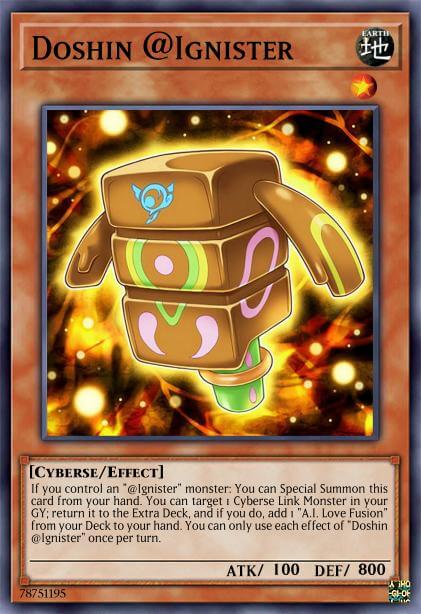 Doshin @Ignister
EARTH
地
[Cyberse/Effect]
If you control an "@Ignister" monster: You can Special Summon this
card from your hand. You can target 1 Cyberse Link Monster in your
GY; return it to the Extra Deck, and if you do, add 1 "A.I. Love Fusion"
from your Deck to your hand. You can only use each effect of "Doshin
@Ignister" once per turn.
ATK/ 100 DEF/ 800
78751195